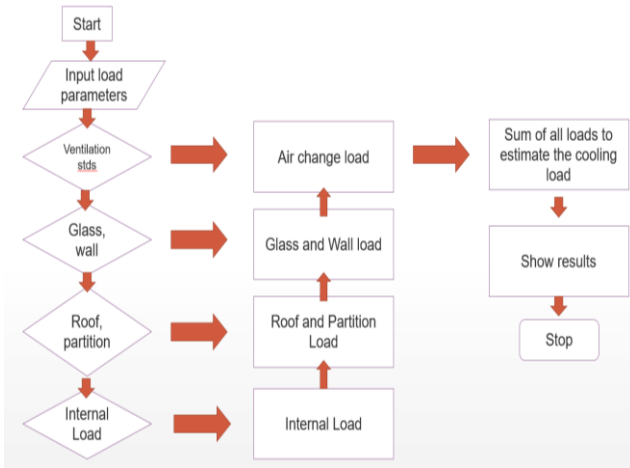 Start
Input load
parameters
Ventilation
stds
Glass,
wall
Roof,
partition
Internal
Load
Air change load
Glass and Wall load
Roof and Partition
Load
Internal Load
Sum of all loads to
estimate the cooling
load
Show results
Stop